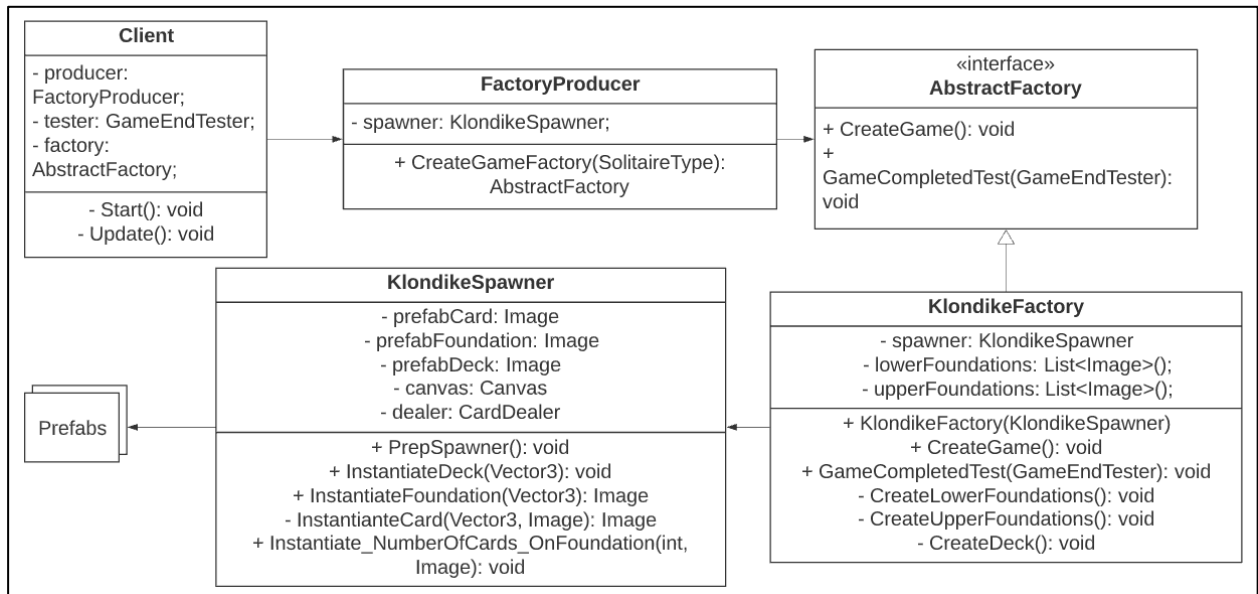 Client
- producer:
FactoryProducer;
- tester: GameEndTester;
- factory:
AbstractFactory;
- Start(): void
- Update(): void
FactoryProducer
- spawner: KlondikeSpawner;
+ CreateGameFactory(SolitaireType):
AbstractFactory
«interface»
AbstractFactory
+ CreateGame(): void
+
GameCompletedTest(GameEndTester):
void
KlondikeSpawner
- prefabCard: Image
- prefabFoundation: Image
- prefabDeck: Image
- canvas: Canvas
- dealer: CardDealer
+ PrepSpawner(): void
+ InstantiateDeck(Vector3): void
+ InstantiateFoundation(Vector3): Image
- InstantianteCard(Vector3, Image): Image
+ Instantiate_NumberOfCards_OnFoundation(int,
Image): void
KlondikeFactory
- spawner: KlondikeSpawner
- lowerFoundations: List<Image>();
- upperFoundations: List<Image>();
+ KlondikeFactory(KlondikeSpawner)
+ CreateGame(): void
+ GameCompletedTest(GameEndTester): void
- CreateLowerFoundations(): void
- CreateUpperFoundations(): void
- CreateDeck(): void
Prefabs